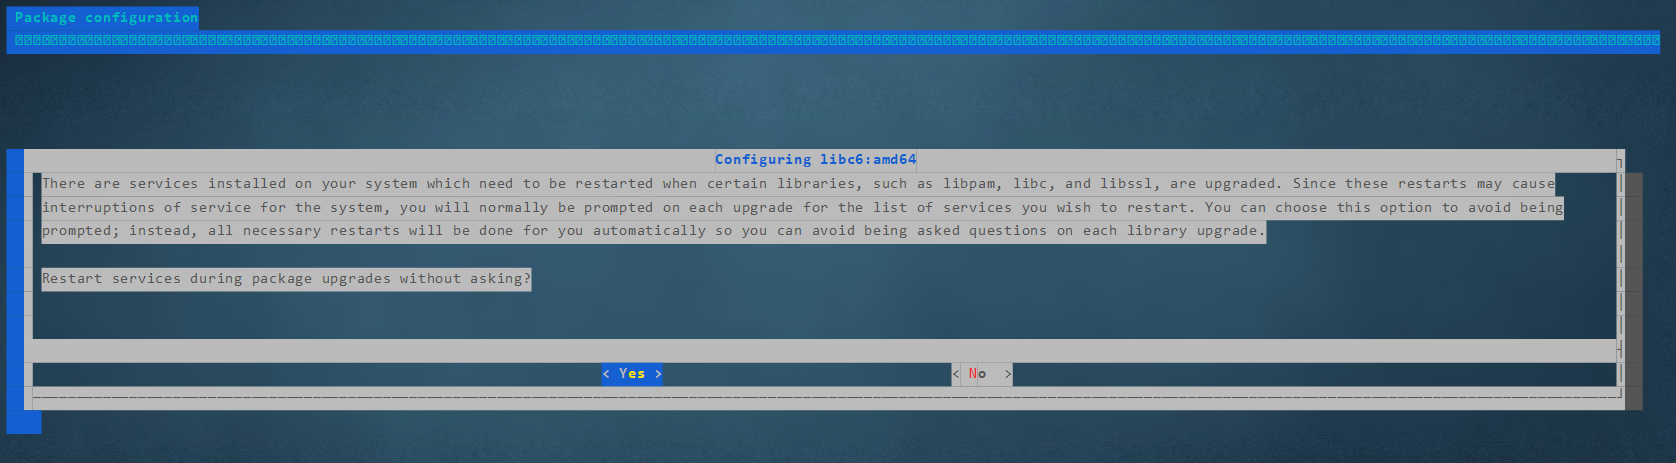 Package configuration
Configuring libc6:amd64
There are services installed on your system which need to be restarted when certain libraries, such as libpam, libc, and libssl, are upgraded. Since these restarts may cause
interruptions of service for the system, you will normally be prompted on each upgrade for the list of services you wish to restart. You can choose this option to avoid being
prompted; instead, all necessary restarts will be done for you automatically so you can avoid being asked questions on each library upgrade.
Restart services during package upgrades without asking?
< Yes > < No >